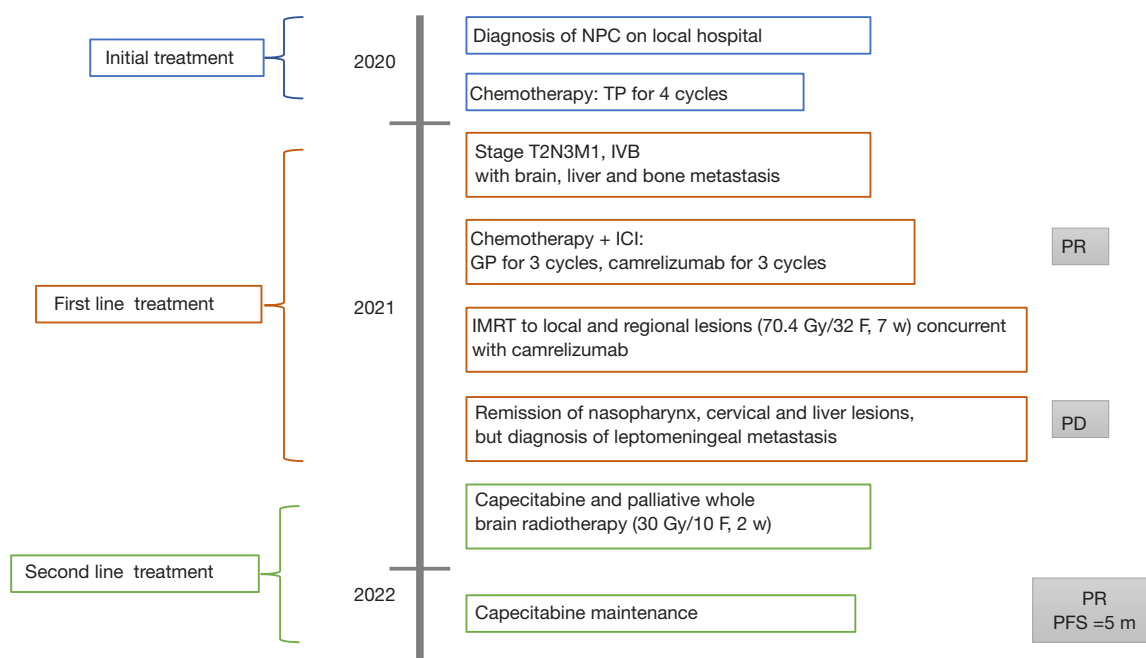 Initial treatment
2020
Diagnosis of NPC on local hospital
Chemotherapy: TP for 4 cycles
First line treatment
2021
Stage T2N3M1, IVB
with brain, liver and bone metastasis
Chemotherapy + ICI:
GP for 3 cycles, camrelizumab for 3 cycles
PR
IMRT to local and regional lesions (70.4 Gy/32 F, 7 w) concurrent
with camrelizumab
Remission of nasopharynx, cervical and liver lesions,
but diagnosis of leptomeningeal metastasis
PD
Second line treatment
Capecitabine and palliative whole
brain radiotherapy (30 Gy/10 F, 2 w)
2022
Capecitabine maintenance
PR
PFS =5 m